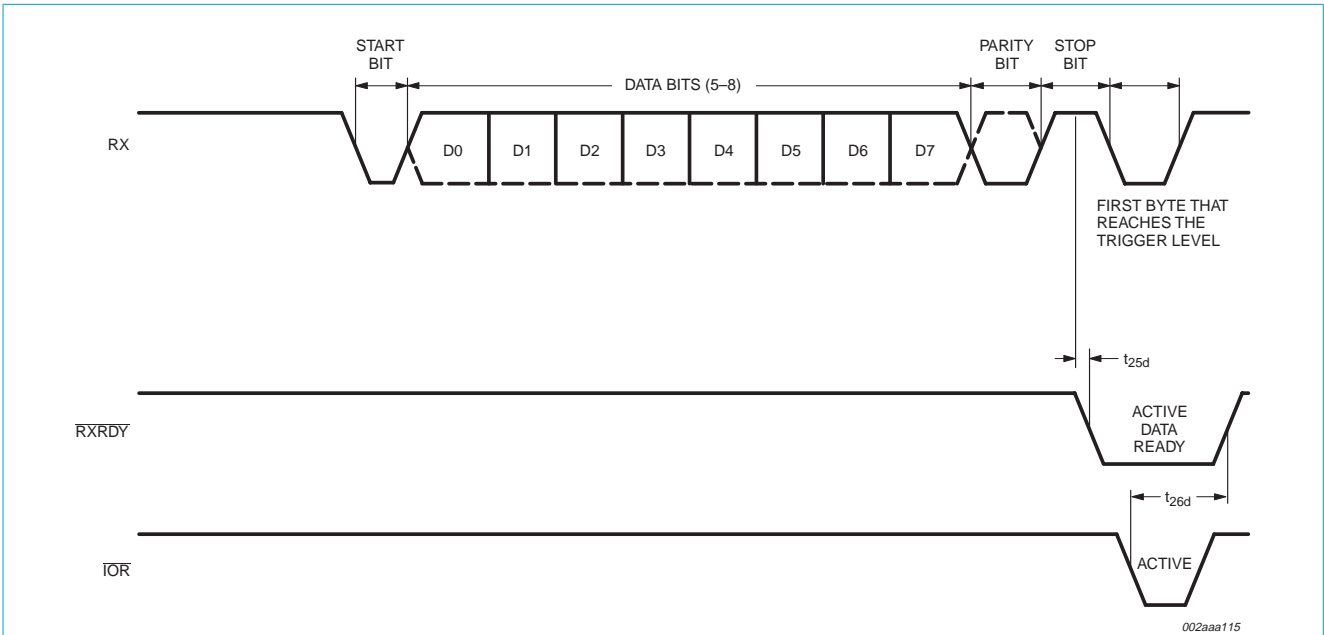 START
BIT
DATA BITS (5–8)
PARITY
BIT
STOP
BIT
RX
D0
D1
D2
D3
D4
D5
D6
D7
FIRST BYTE THAT
REACHES THE
TRIGGER LEVEL
t25d
RXRDY
ACTIVE
DATA
READY
t26d
IOR
ACTIVE
002aaa115